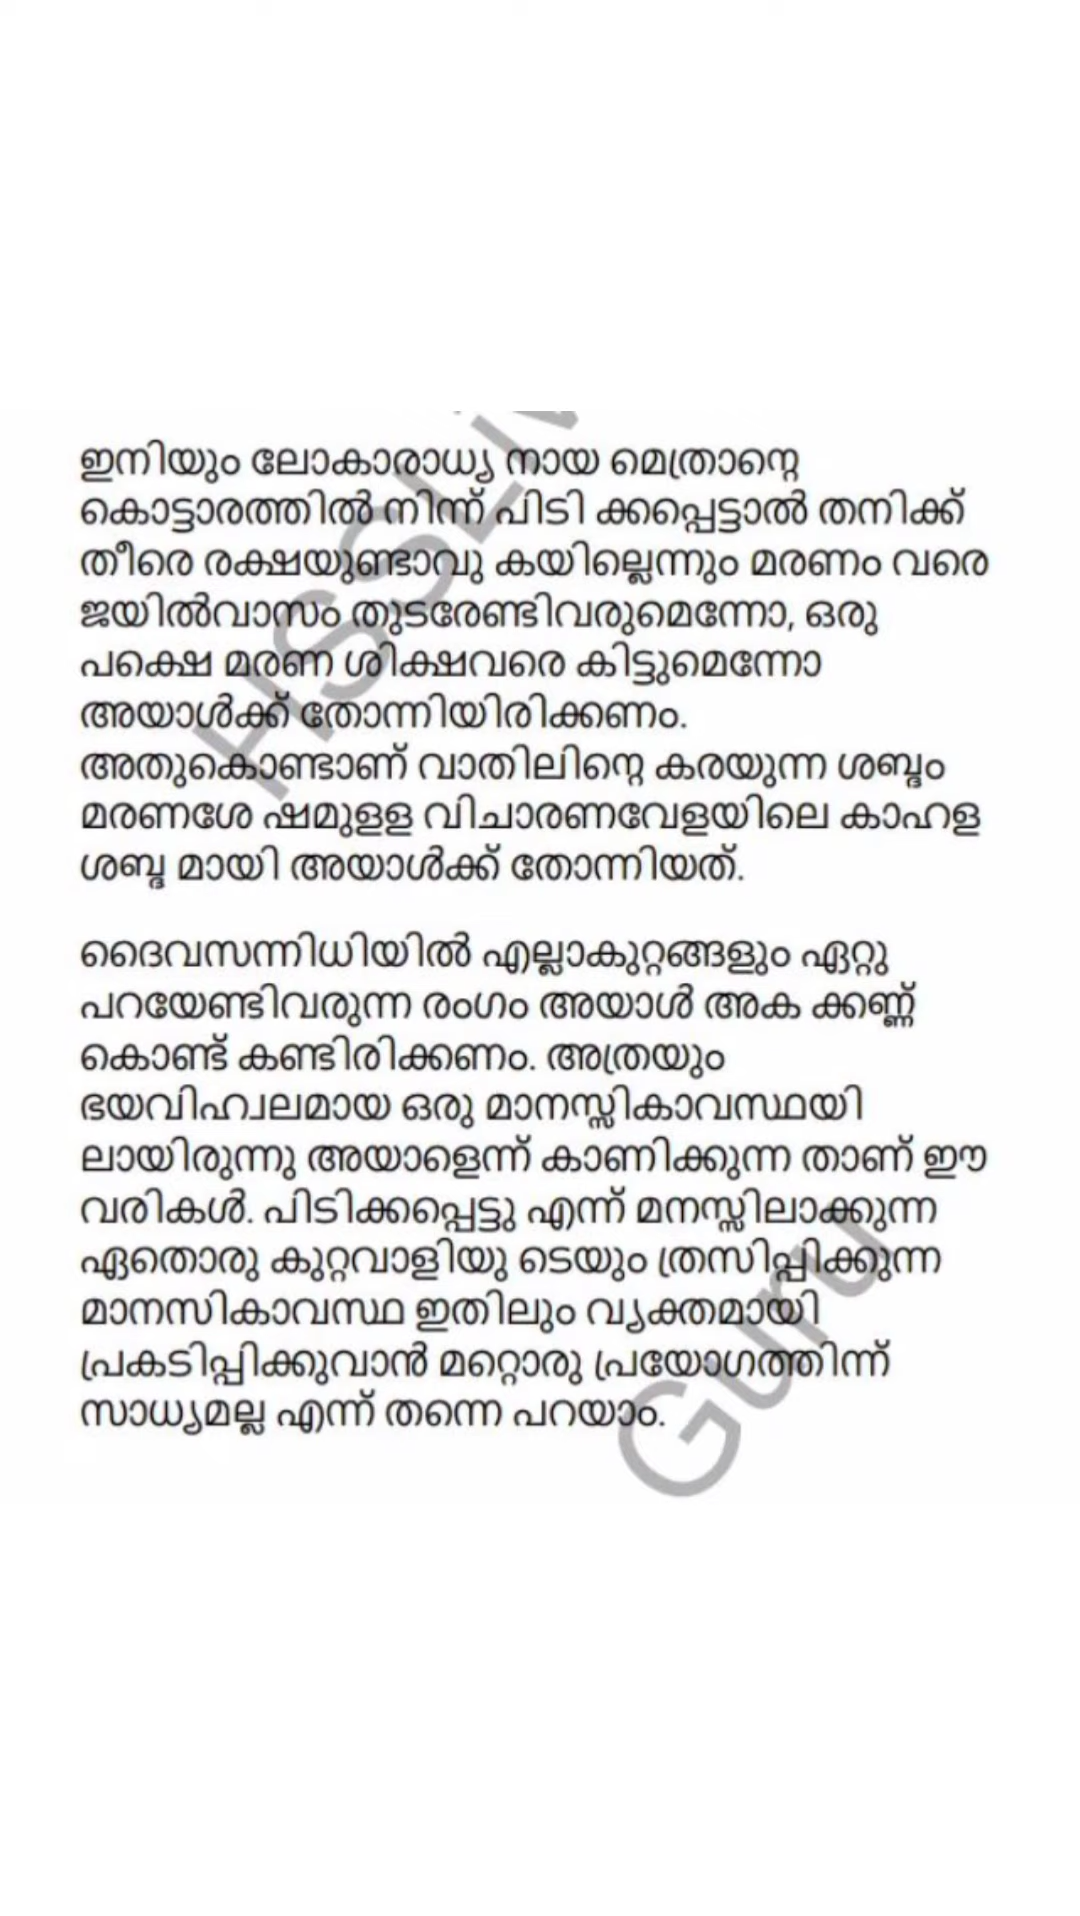 ഇനിയും ലോകാരാധ്യ നായ മെത്രാന്റെ
കൊട്ടാരത്തിൽ നിന്ന് പിടി ക്കപ്പെട്ടാൽ തനിക്ക്
തീരെ രക്ഷയുണ്ടാവു കയില്ലെന്നും മരണം വരെ
ജയിൽവാസം തുടരേണ്ടിവരുമെന്നോ, ഒരു
പക്ഷെ മരണ ശിക്ഷവരെ കിട്ടുമെന്നോ
അയാൾക്ക് തോന്നിയിരിക്കണം.
അതുകൊണ്ടാണ് വാതിലിന്റെ കരയുന്ന ശബ്ദം
മരണശേ ഷമുളള വിചാരണവേളയിലെ കാഹള
ശബ്ദ മായി അയാൾക്ക് തോന്നിയത്.
ദൈവസന്നിധിയിൽ എല്ലാകുറ്റങ്ങളും ഏറ്റു
പറയേണ്ടിവരുന്ന രംഗം അയാൾ അക ക്കണ്ണ്
കൊണ്ട് കണ്ടിരിക്കണം. അത്രയും
ഭയവിഹ്വലമായ ഒരു മാനസ്സികാവസ്ഥയി
ലായിരുന്നു അയാളെന്ന് കാണിക്കുന്ന താണ് ഈ
വരികൾ. പിടിക്കപ്പെട്ടു എന്ന് മനസ്സിലാക്കുന്ന
ഏതൊരു കുറ്റവാളിയു ടെയും ത്രസിപ്പിക്കുന്ന
മാനസികാവസ്ഥ ഇതിലും വ്യക്തമായി
പ്രകടിപ്പിക്കുവാൻ മറ്റൊരു പ്രയോഗത്തിന്ന്
സാധ്യമല്ല എന്ന് തന്നെ പറയാം.
Guru